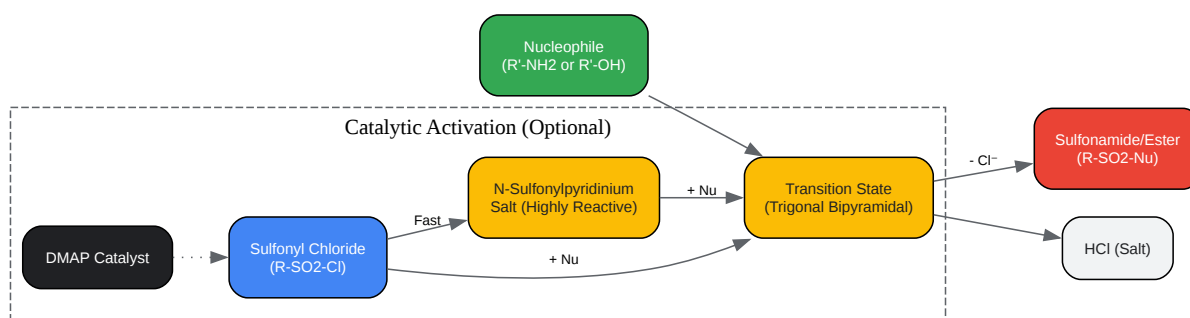 Nucleophile
(R'-NH2 or R'-OH)
Catalytic Activation (Optional)
Sulfonamide/Ester
(R-SO2-Nu)
- Cl⁻
N-Sulfonylpyridinium
Salt (Highly Reactive)
+ Nu
Transition State
(Trigonal Bipyramidal)
Fast
DMAP Catalyst
Sulfonyl Chloride
(R-SO2-Cl)
+ Nu
HCl (Salt)